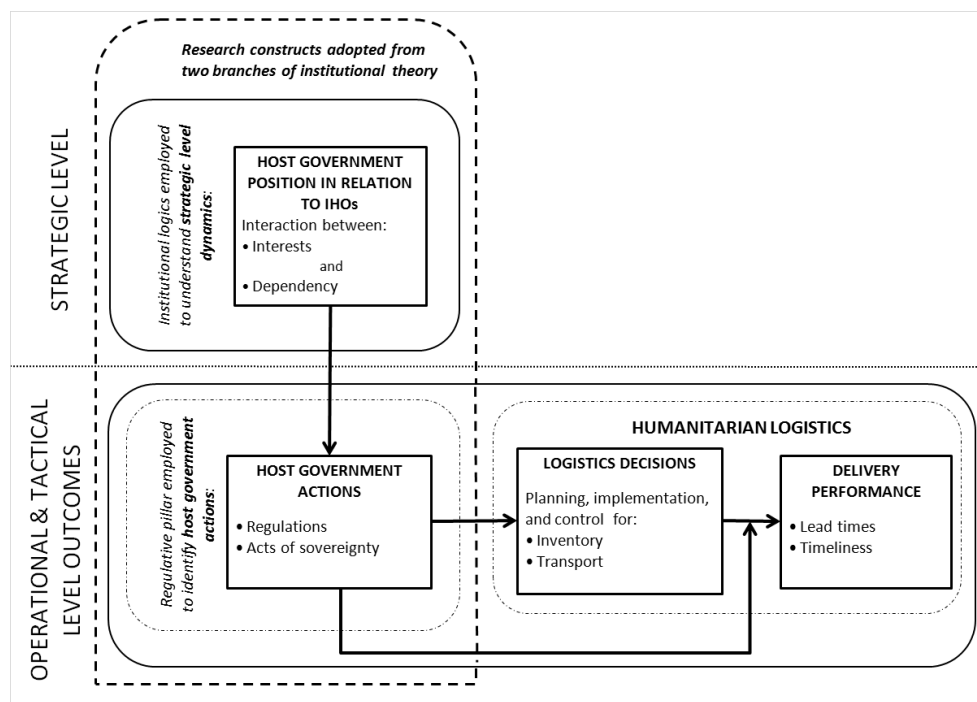 Research constructs adopted from
two branches of institutional theory
STRATEGIC LEVEL
Institutional logics employed
to understand strategic level
dynamics:
HOST GOVERNMENT
POSITION IN RELATION
TO IHOs
Interaction between:
• Interests
and
• Dependency
OPERATIONAL & TACTICAL
LEVEL OUTCOMES
Regulative pillar employed
to identify host government
actions:
HOST GOVERNMENT
ACTIONS
• Regulations
• Acts of sovereignty
HUMANITARIAN LOGISTICS
LOGISTICS DECISIONS
Planning, implementation,
and control for:
• Inventory
• Transport
DELIVERY
PERFORMANCE
• Lead times
• Timeliness